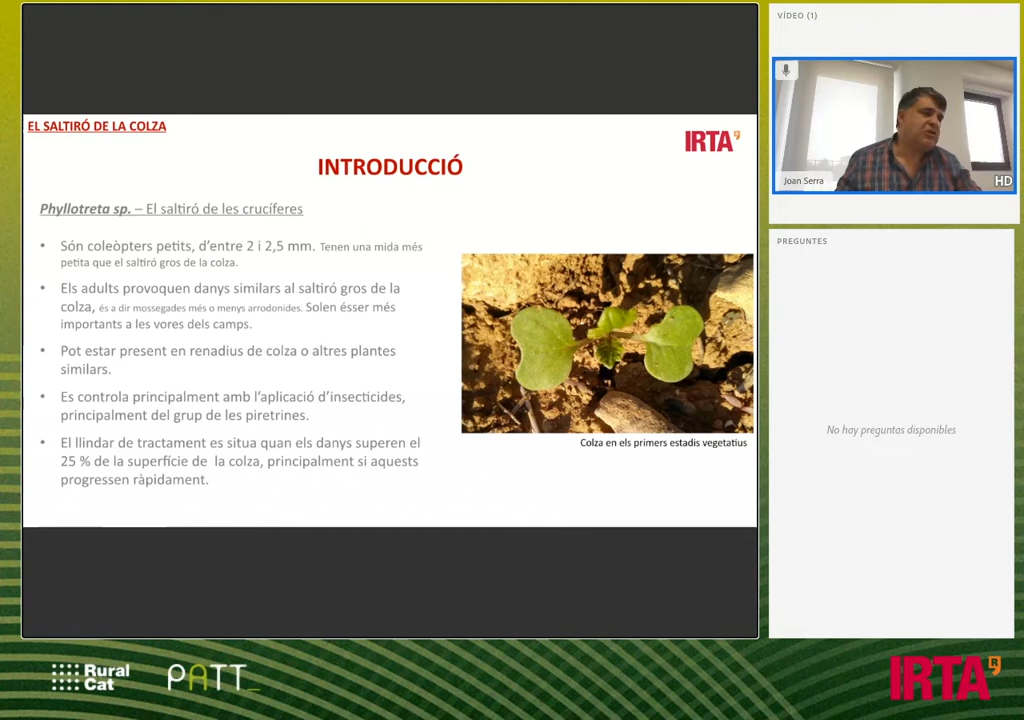 EL SALTIRÓ DE LA COLZA
IRTA
INTRODUCCIÓ
Phyllotreta sp. – El saltiró de les crucíferes
• Són coleòpters petits, d'entre 2 i 2,5 mm. Tenen una mida més
petita que el saltiró gros de la colza.
• Els adults provoquen danys similars al saltiró gros de la
colza, és a dir mossegades més o menys arrodonides. Solen ésser més
importants a les vores dels camps.
• Pot estar present en renadius de colza o altres plantes
similars.
• Es controla principalment amb l'aplicació d'insecticides,
principalment del grup de les piretrines.
• El llindar de tractament es situa quan els danys superen el
25 % de la superfície de la colza, principalment si aquests
progressen ràpidament.
Colza en els primers estadis vegetatius
VÍDEO (1)
Joan Serra
HD
PREGUNTES
No hay preguntas disponibles
Rural
Cat
PATT_
IRTA
R